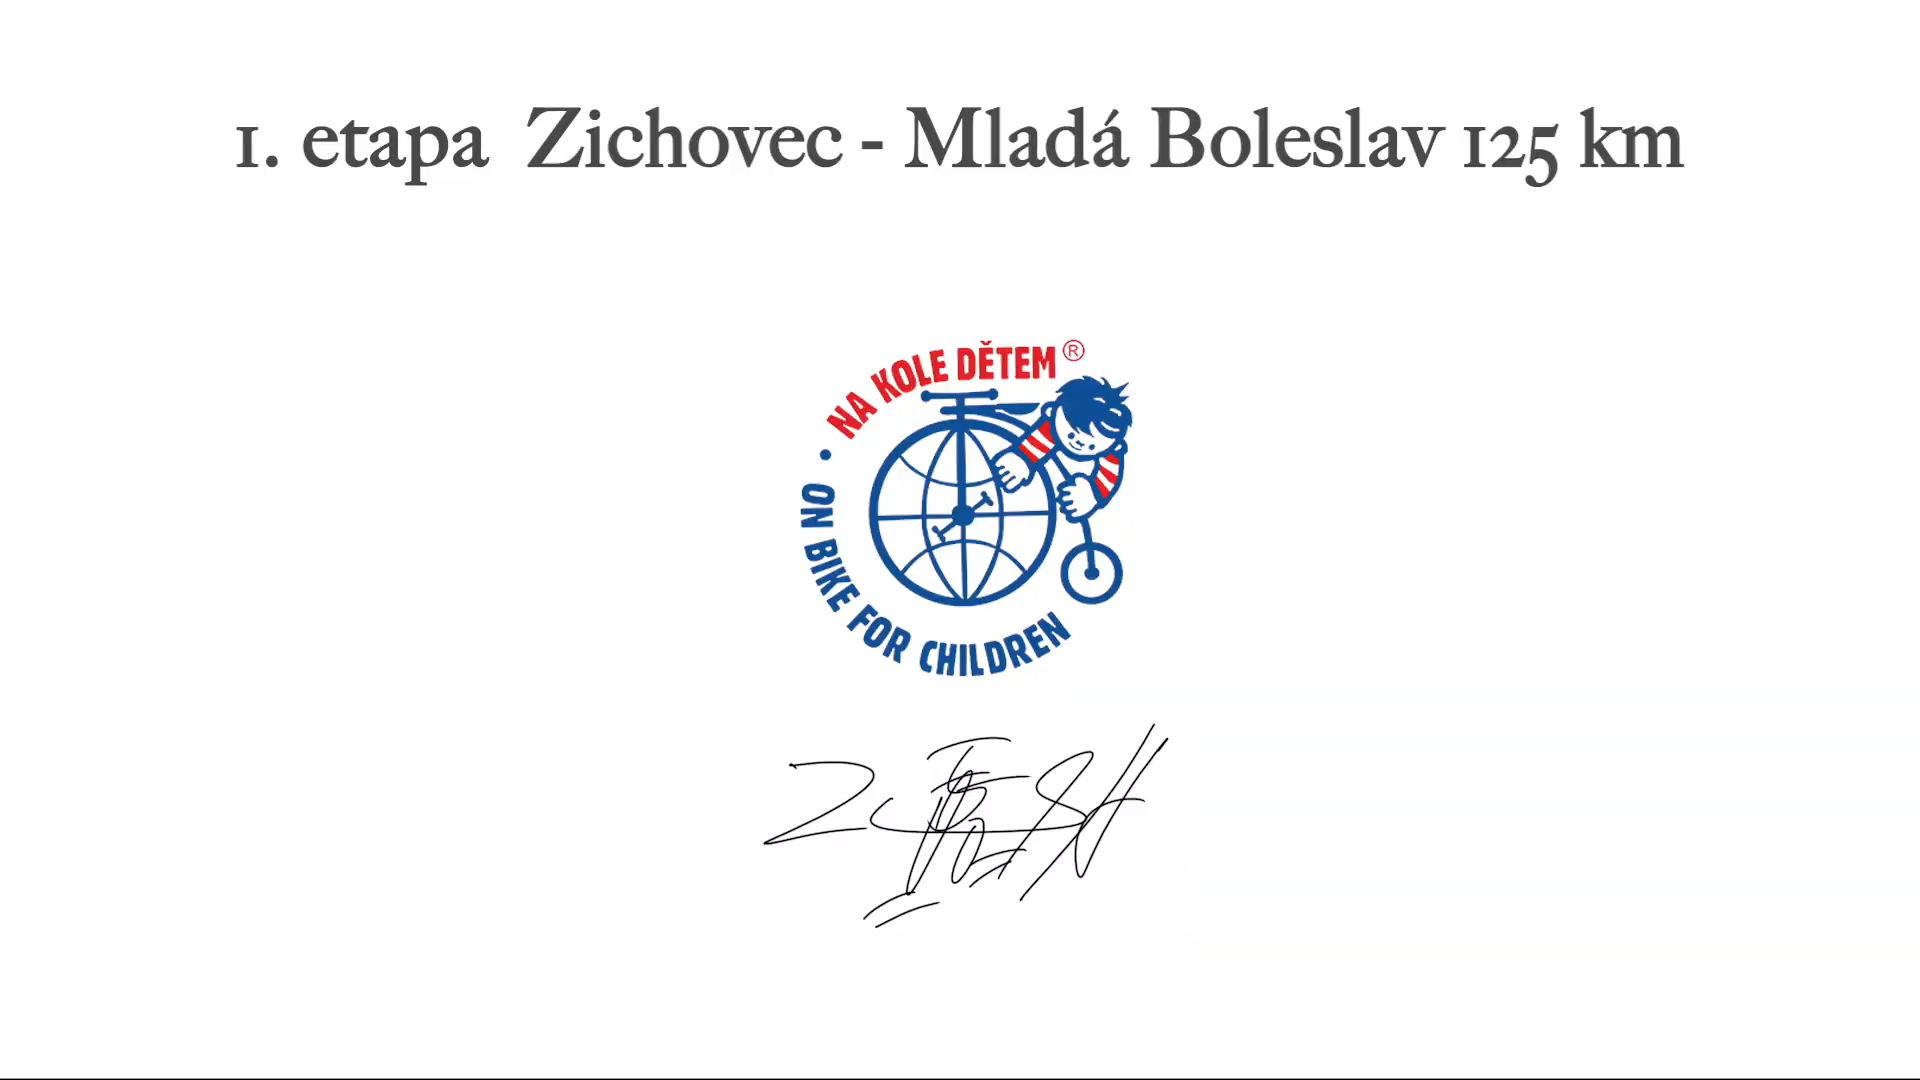 1. etapa  Zichovec - Mladá Boleslav 125 km
NA KOLE DĚTEM®
• ON BIKE FOR CHILDREN